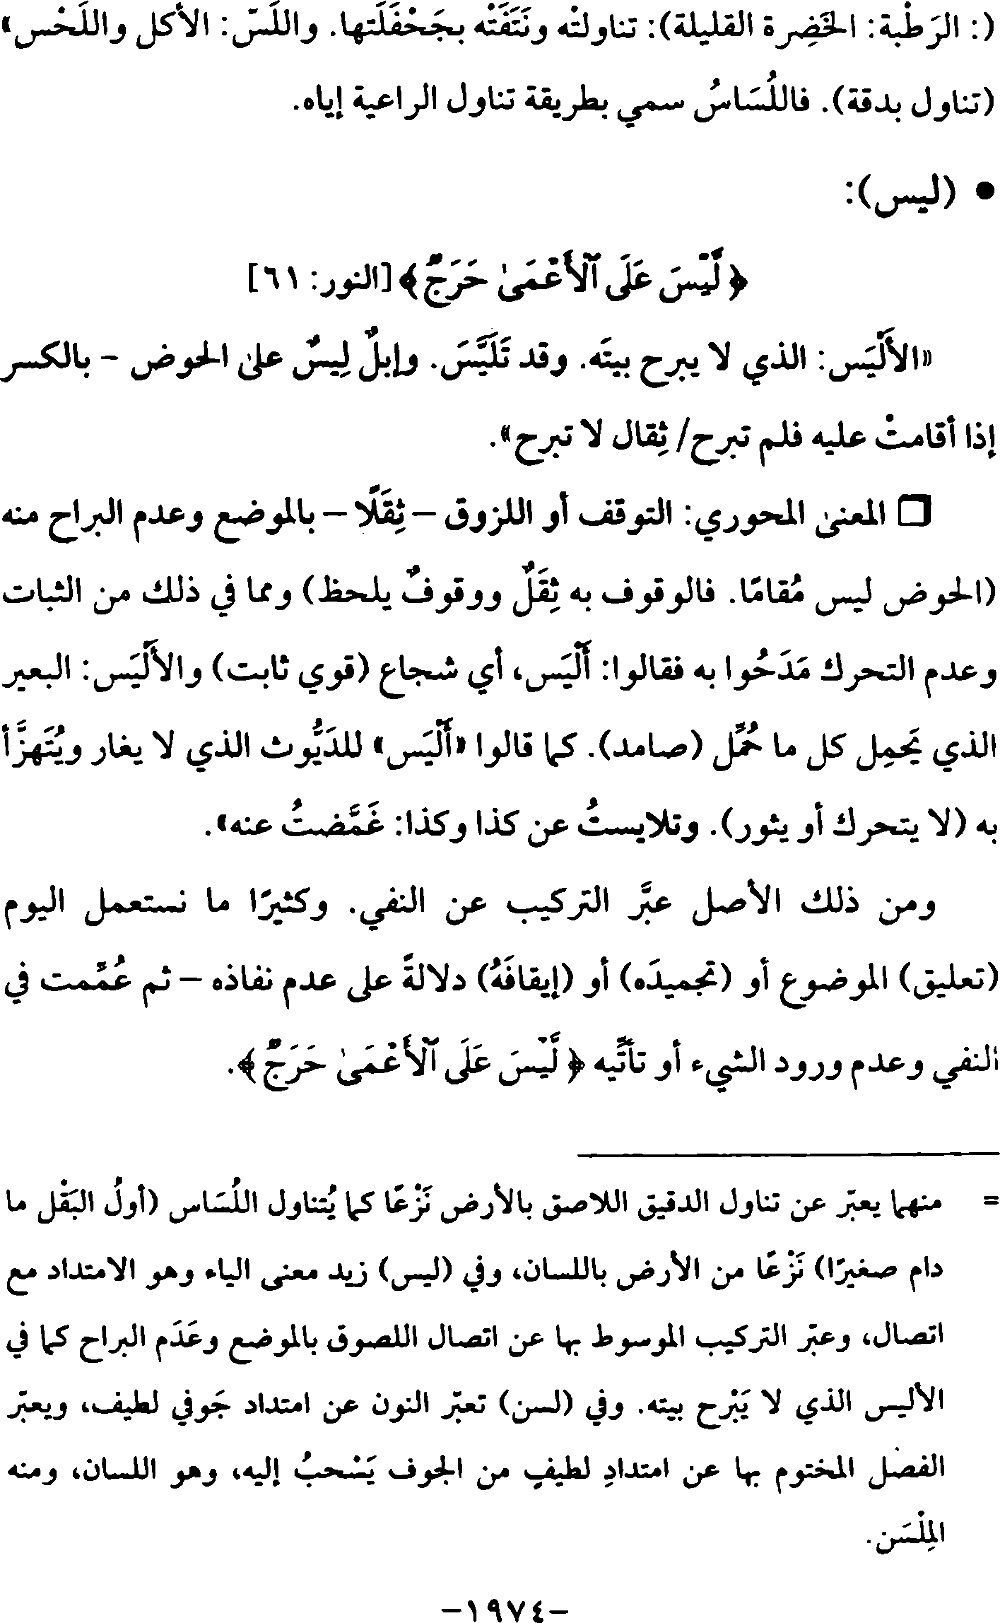 (: الرَطْبة: الخَضِرة القليلة): تناولتْه ونَتَفَتْه بجَحْفَلَتها. واللَسّ: الأكل واللَحْس»
(تناول بدقة). فاللُسَاسُ سمي بطريقة تناول الراعية إياه.
● (ليس):
﴿ لَّيْسَ عَلَى ٱلْأَعْمَىٰ حَرَجٌ ﴾ [النور: ٦١]
«الأَلْيَس: الذي لا يبرح بيتَه. وقد تَلَيَّسَ. وإبلٌ لِيسٌ على الحوض - بالكسر
إذا أقامتْ عليه فلم تبرح/ ثِقال لا تبرح».
□ المعنى المحوري: التوقف أو اللزوق – ثِقَلًا – بالموضع وعدم البراح منه
(الحوض ليس مُقامًا. فالوقوف به ثِقَلٌ ووقوفٌ يلحظ) ومما في ذلك من الثبات
وعدم التحرك مَدَحُوا به فقالوا: أَلْيَس، أي شجاع (قوي ثابت) والأَلْيَس: البعير
الذي يَحمِل كل ما حُمِّل (صامد). كما قالوا «أَلْيَس» للدَيُّوث الذي لا يغار ويُتَهزَّأ
به (لا يتحرك أو يثور). وتلايستُ عن كذا وكذا: غَمَّضتُ عنه».
ومن ذلك الأصل عبَّر التركيب عن النفي. وكثيرًا ما نستعمل اليوم
(تعليق) الموضوع أو (تجميدَه) أو (إيقافَهُ) دلالةً على عدم نفاذه – ثم عُمِّمت في
النفي وعدم ورود الشيء أو تأتِّيه ﴿ لَّيْسَ عَلَى ٱلْأَعْمَىٰ حَرَجٌ ﴾.
= منهما يعبّر عن تناول الدقيق اللاصق بالأرض نَزْعًا كما يُتناول اللُسَاس (أولُ البَقْل ما
دام صغيرًا) نَزْعًا من الأرض باللسان، وفي (ليس) زيد معنى الياء وهو الامتداد مع
اتصال، وعبّر التركيب الموسوط بها عن اتصال اللصوق بالموضع وعَدَم البراح كما في
الأليس الذي لا يَبْرح بيته. وفي (لسن) تعبّر النون عن امتداد جَوفي لطيف، ويعبّر
الفصل المختوم بها عن امتدادِ لطيفٍ من الجوف يَسْحبُ إليه، وهو اللسان، ومنه
المِلْسَن.
–١٩٧٤–